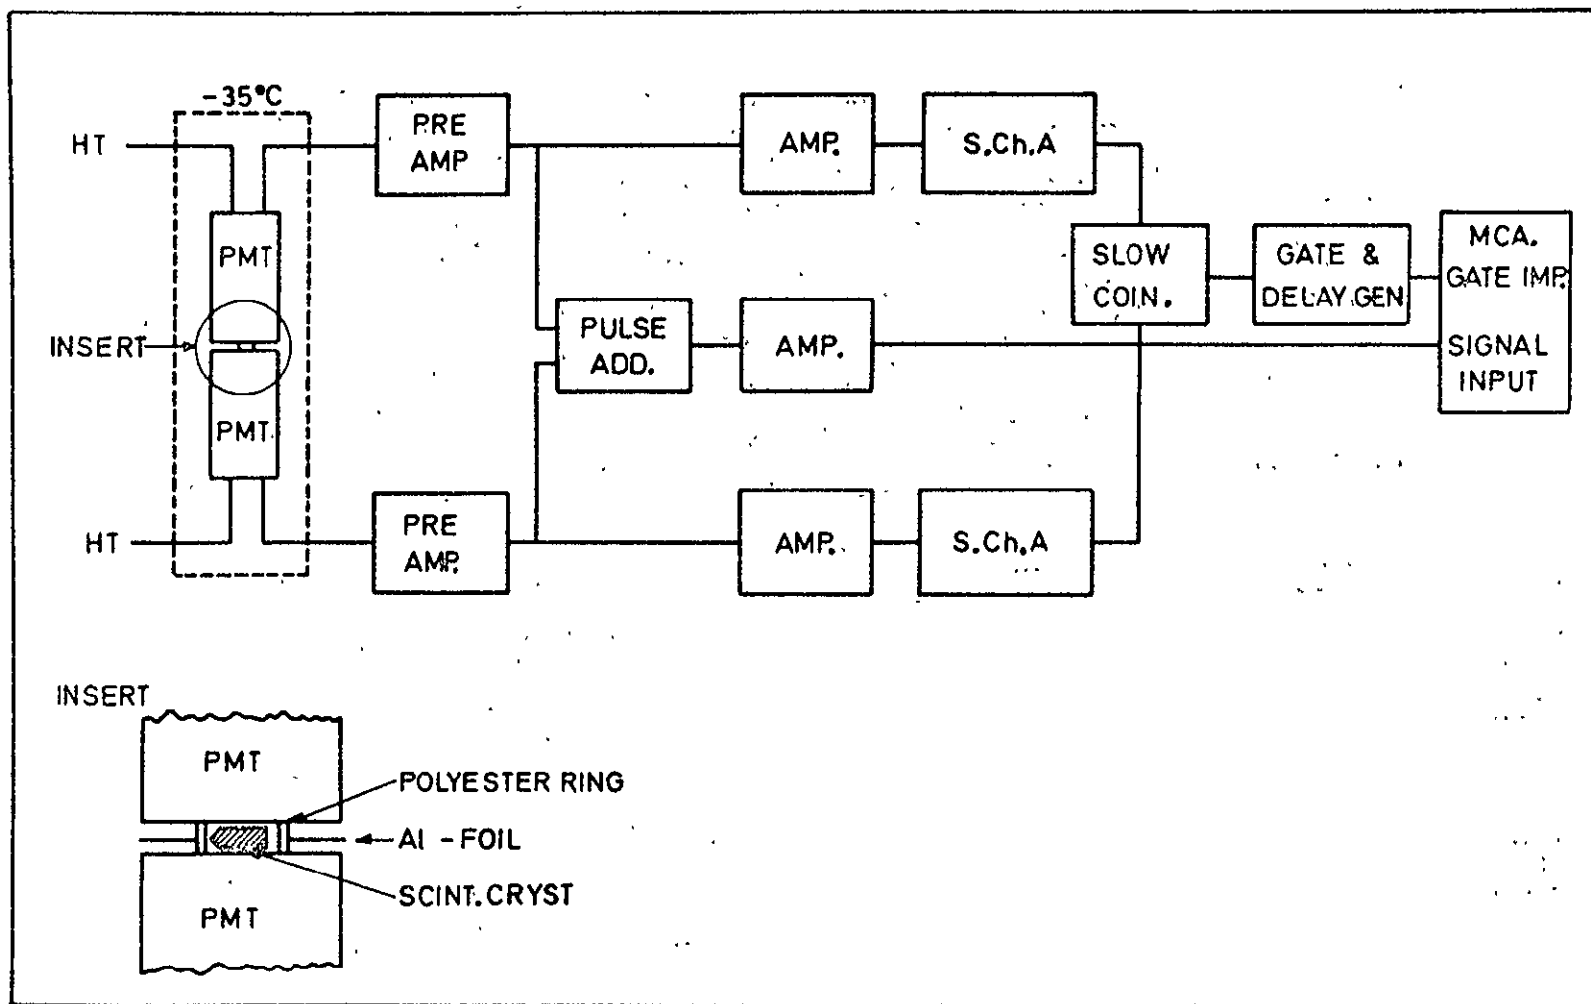 -35°C
HT
PRE
AMP
AMP.
S.Ch.A
PMT
SLOW
COIN.
GATE &
DELAY.GEN
MCA.
GATE IMP.
SIGNAL
INPUT
INSERT
PULSE
ADD.
AMP.
PMT
HT
PRE
AMP.
AMP.
S.Ch.A
INSERT
PMT
POLYESTER RING
Al - FOIL
SCINT.CRYST
PMT